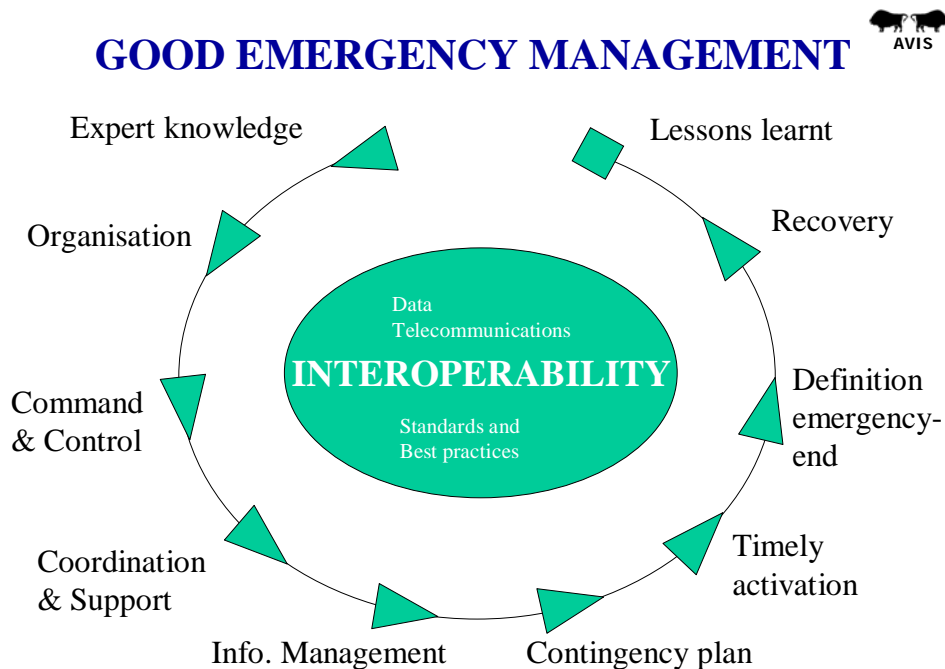 AVIS
GOOD EMERGENCY MANAGEMENT
Expert knowledge
Lessons learnt
Organisation
Recovery
Data
Telecommunications
INTEROPERABILITY
Standards and
Best practices
Command
& Control
Definition
emergency-
end
Coordination
& Support
Timely
activation
Info. Management
Contingency plan